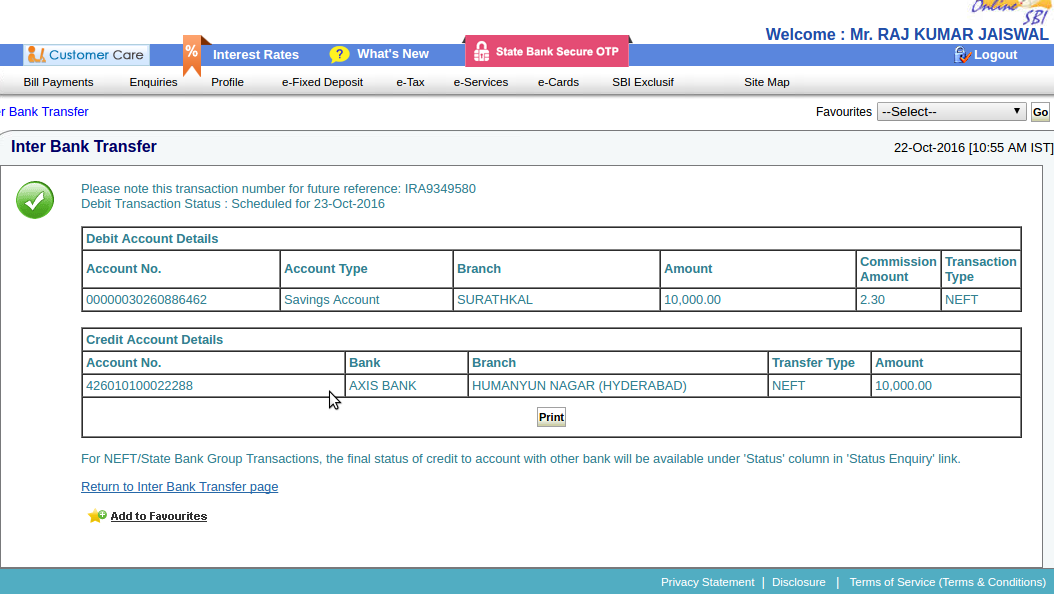 Online SBI
Welcome : Mr. RAJ KUMAR JAISWAL
Customer Care % Interest Rates ? What's New State Bank Secure OTP Logout
Bill Payments Enquiries Profile e-Fixed Deposit e-Tax e-Services e-Cards SBI Exclusif Site Map
r Bank Transfer Favourites --Select-- Go
Inter Bank Transfer 22-Oct-2016 [10:55 AM IST]
Please note this transaction number for future reference: IRA9349580
Debit Transaction Status : Scheduled for 23-Oct-2016
Debit Account Details
Account No. Account Type Branch Amount Commission Amount Transaction Type
00000030260886462 Savings Account SURATHKAL 10,000.00 2.30 NEFT
Credit Account Details
Account No. Bank Branch Transfer Type Amount
426010100022288 AXIS BANK HUMANYUN NAGAR (HYDERABAD) NEFT 10,000.00
Print
For NEFT/State Bank Group Transactions, the final status of credit to account with other bank will be available under 'Status' column in 'Status Enquiry' link.
Return to Inter Bank Transfer page
Add to Favourites
Privacy Statement | Disclosure | Terms of Service (Terms & Conditions)